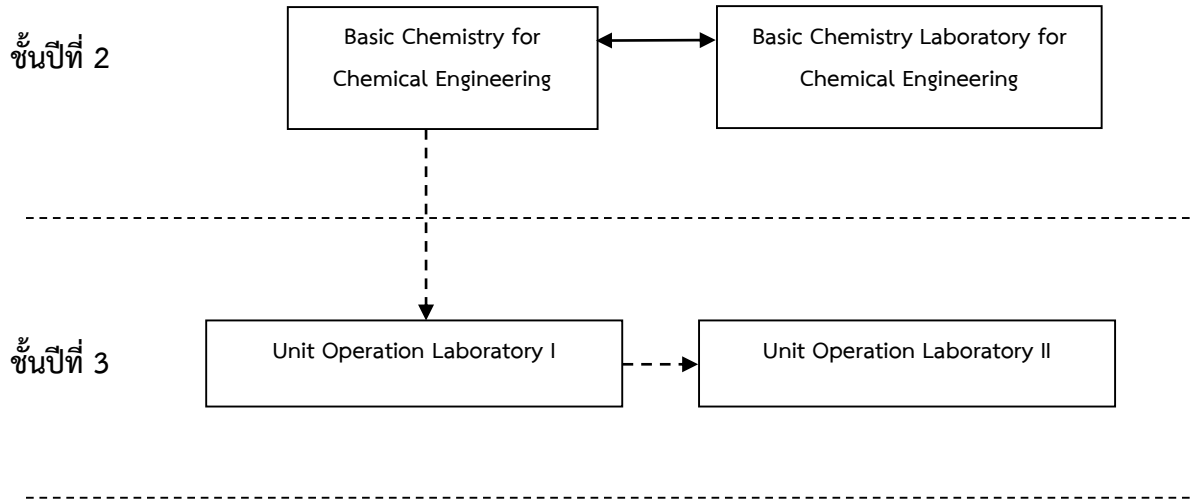 ชั้นปีที่ 2
Basic Chemistry for
Chemical Engineering
Basic Chemistry Laboratory for
Chemical Engineering
ชั้นปีที่ 3
Unit Operation Laboratory I
Unit Operation Laboratory II